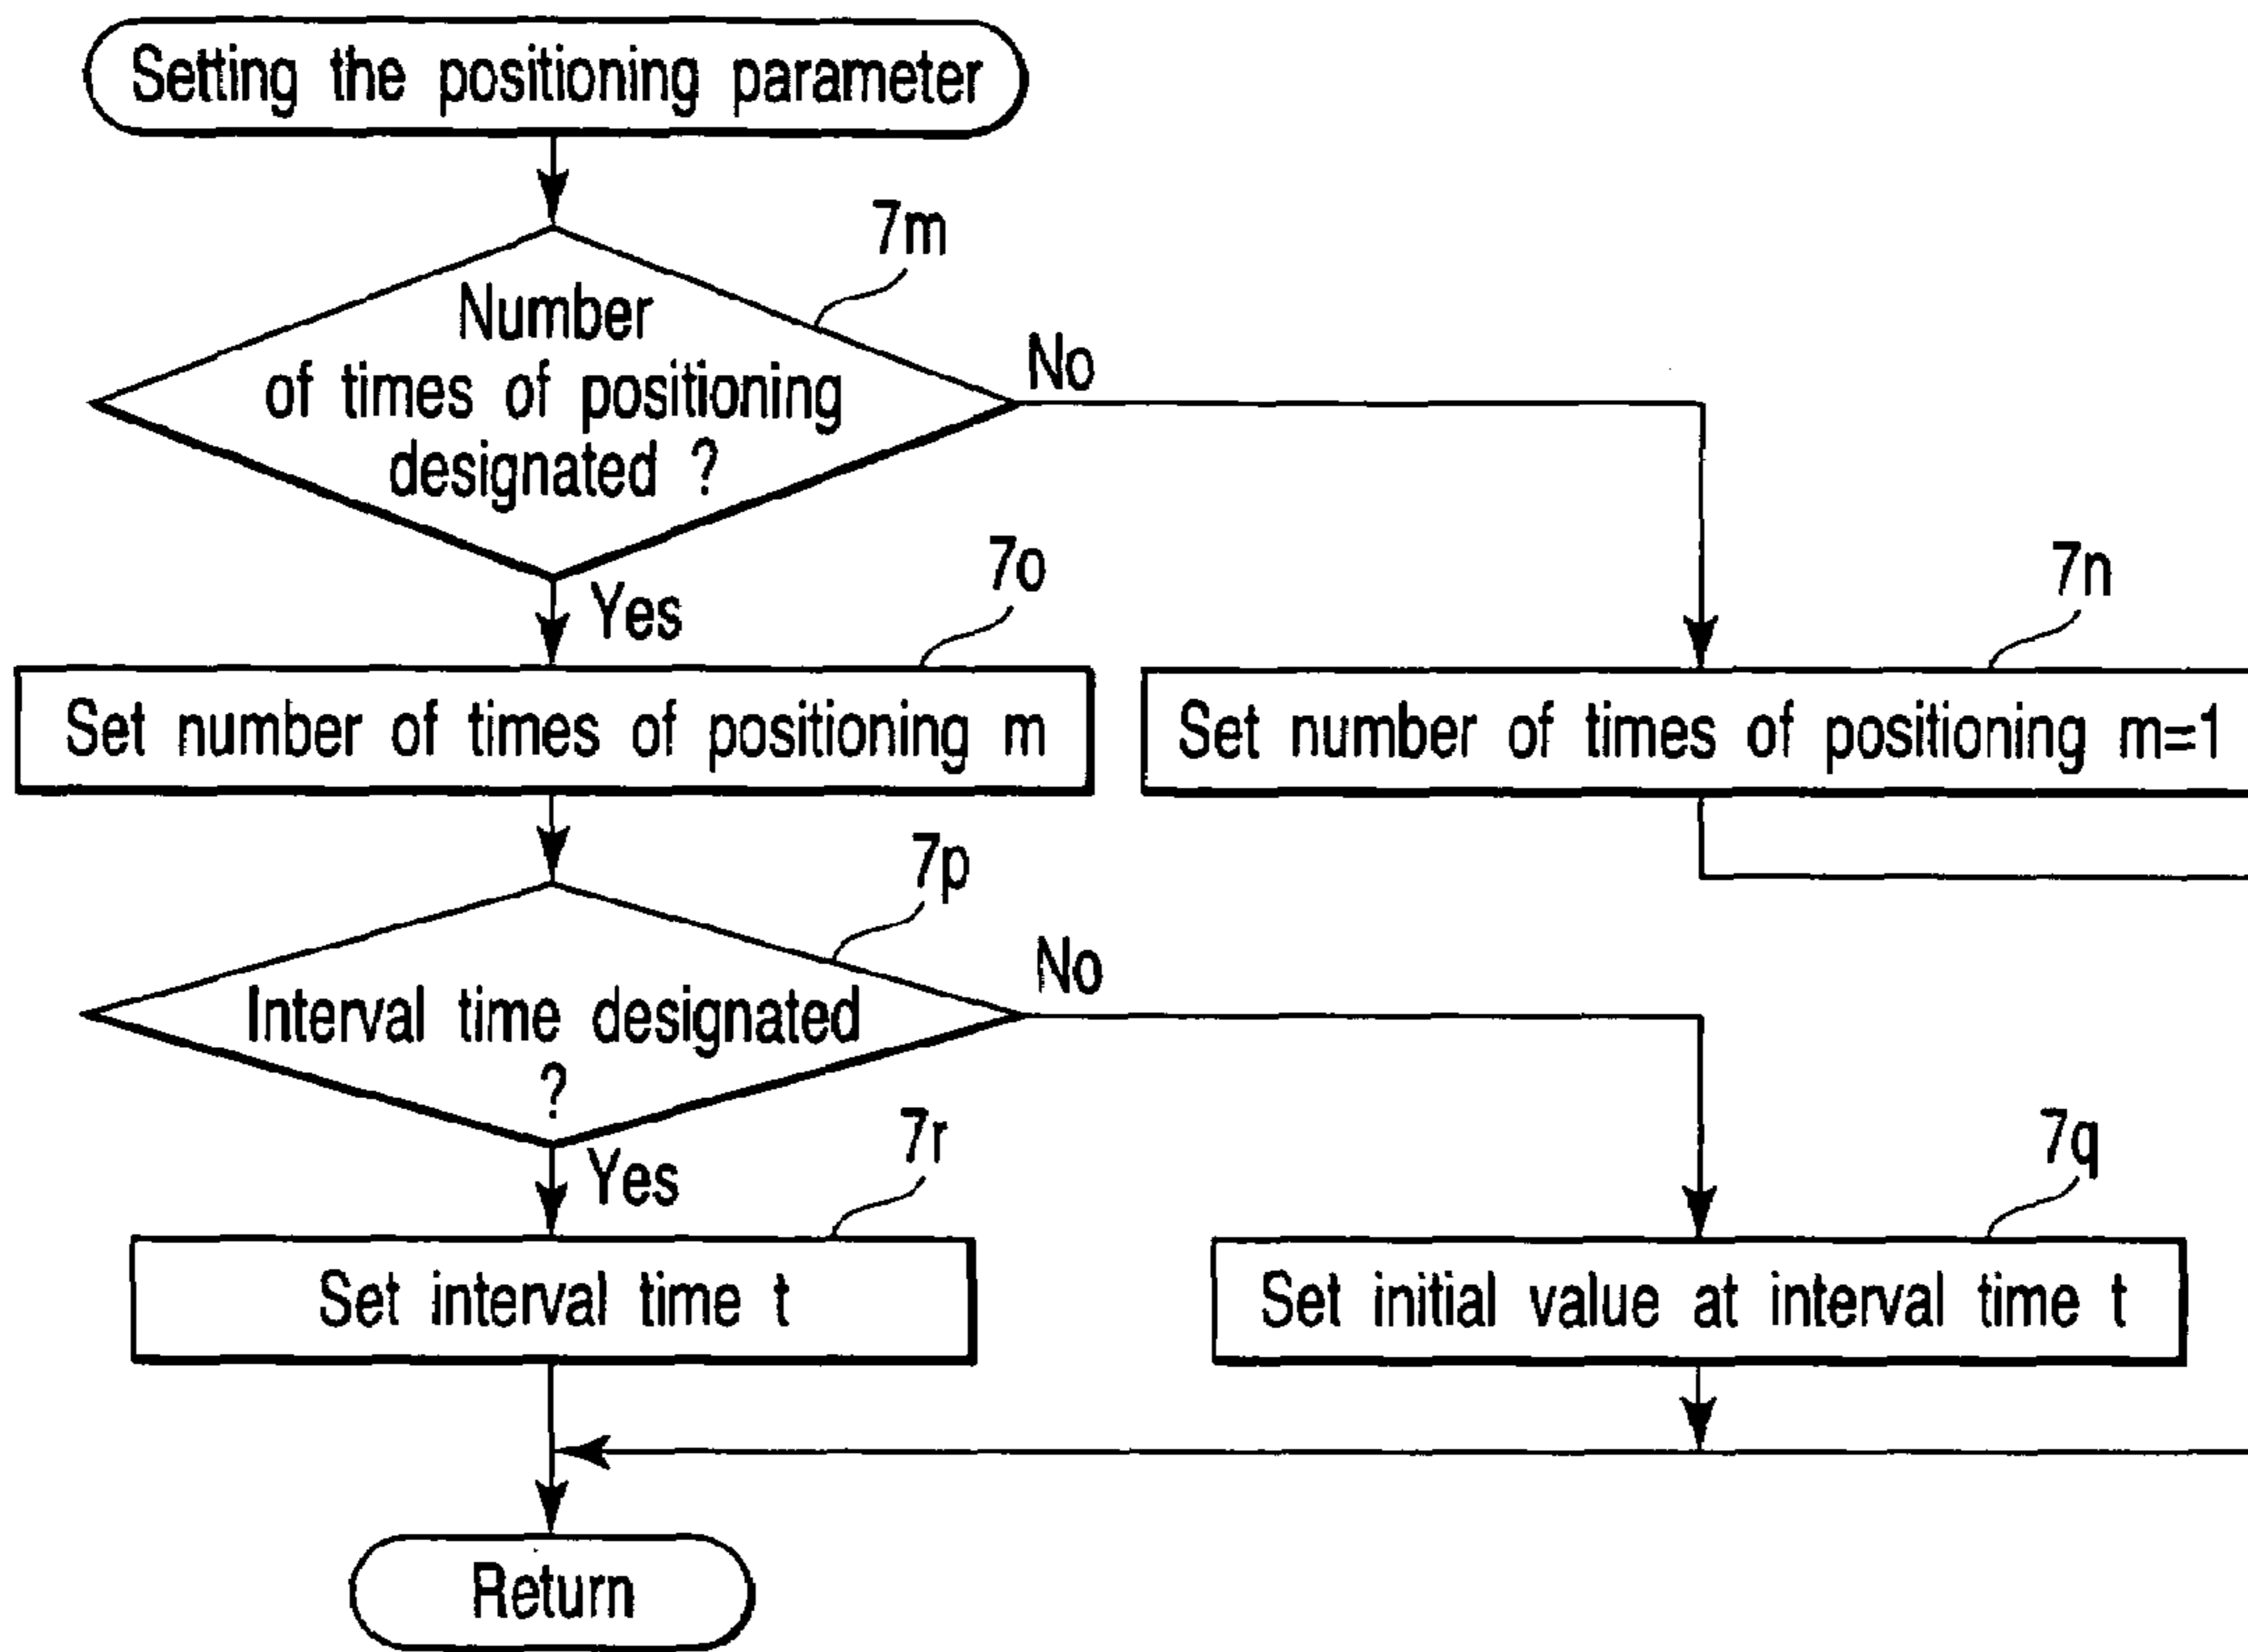 Setting the positioning parameter
7m
Number
of times of positioning
designated ?
No
Yes
7o
Set number of times of positioning m
7n
Set number of times of positioning m=1
7p
Interval time designated
?
No
Yes
7r
Set interval time t
7q
Set initial value at interval time t
Return